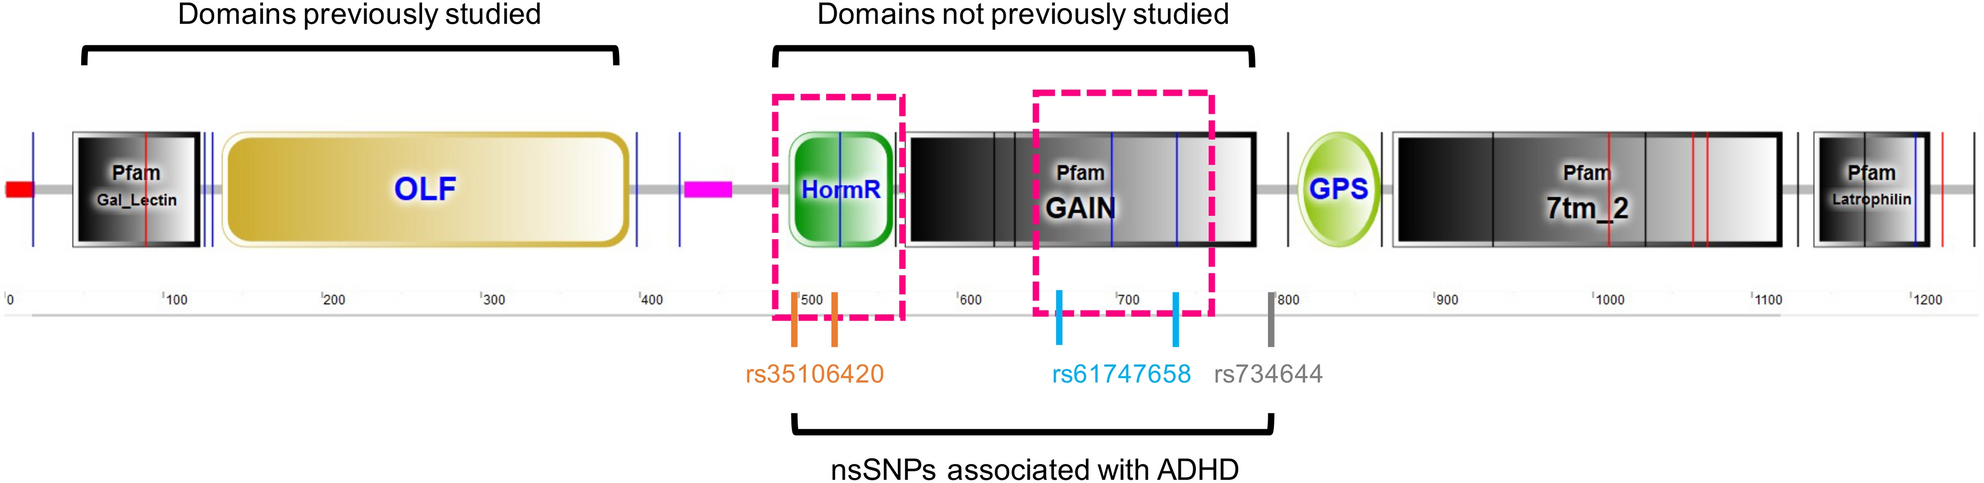 Domains previously studied
Domains not previously studied
Pfam
Gal_Lectin
OLF
HormR
Pfam
GAIN
GPS
Pfam
7tm_2
Pfam
Latrophilin
0 100 200 300 400 500 600 700 800 900 1000 1100 1200
rs35106420 rs61747658 rs734644
nsSNPs associated with ADHD